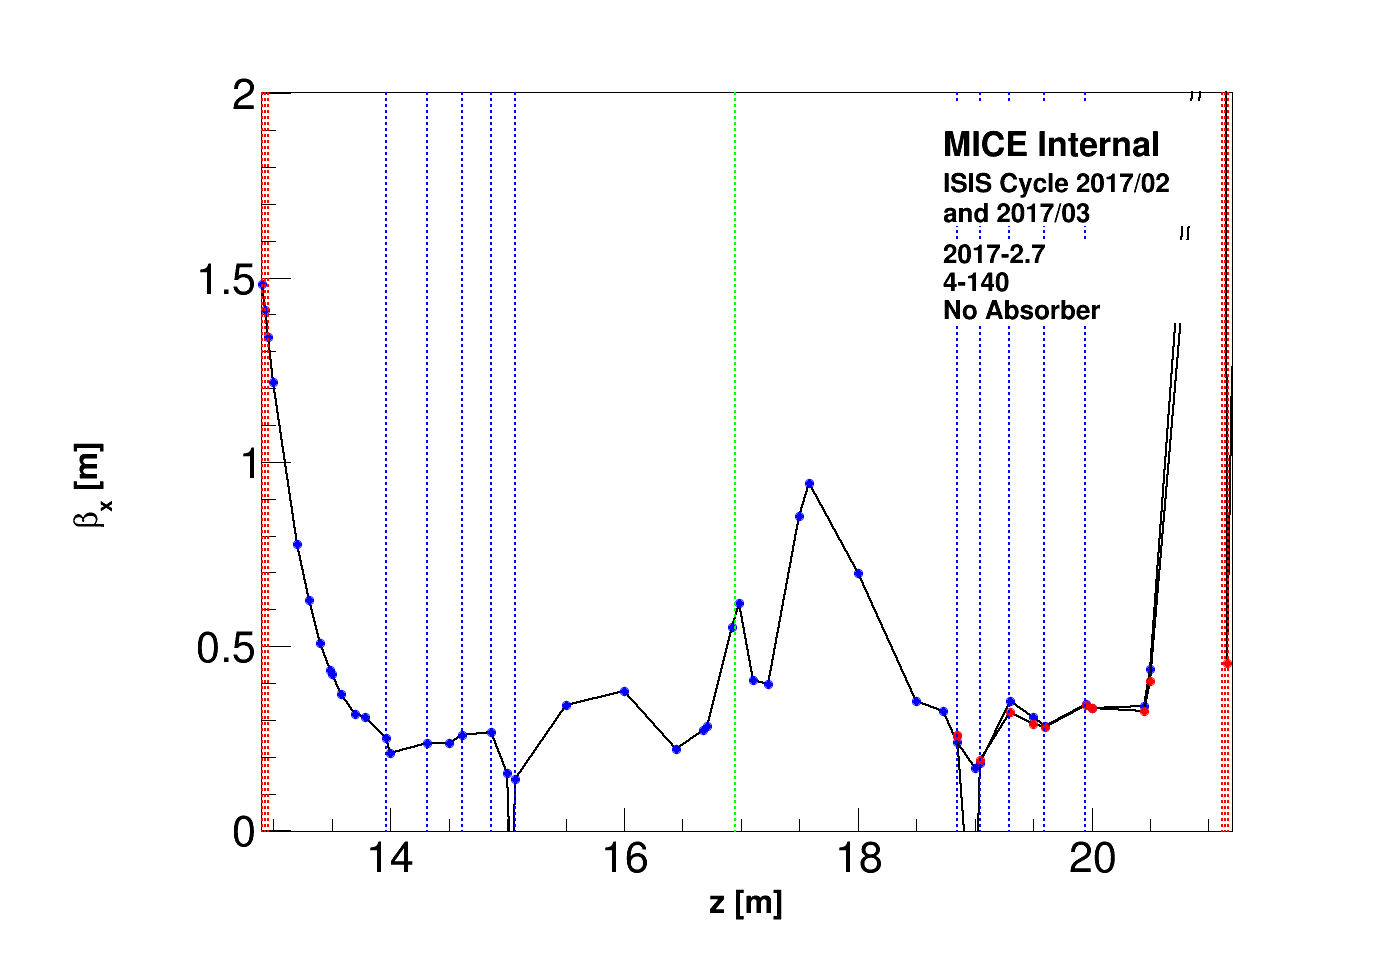 2
1.5
1
0.5
0
β_x [m]
14 16 18 20
z [m]
MICE Internal
ISIS Cycle 2017/02
and 2017/03
2017-2.7
4-140
No Absorber